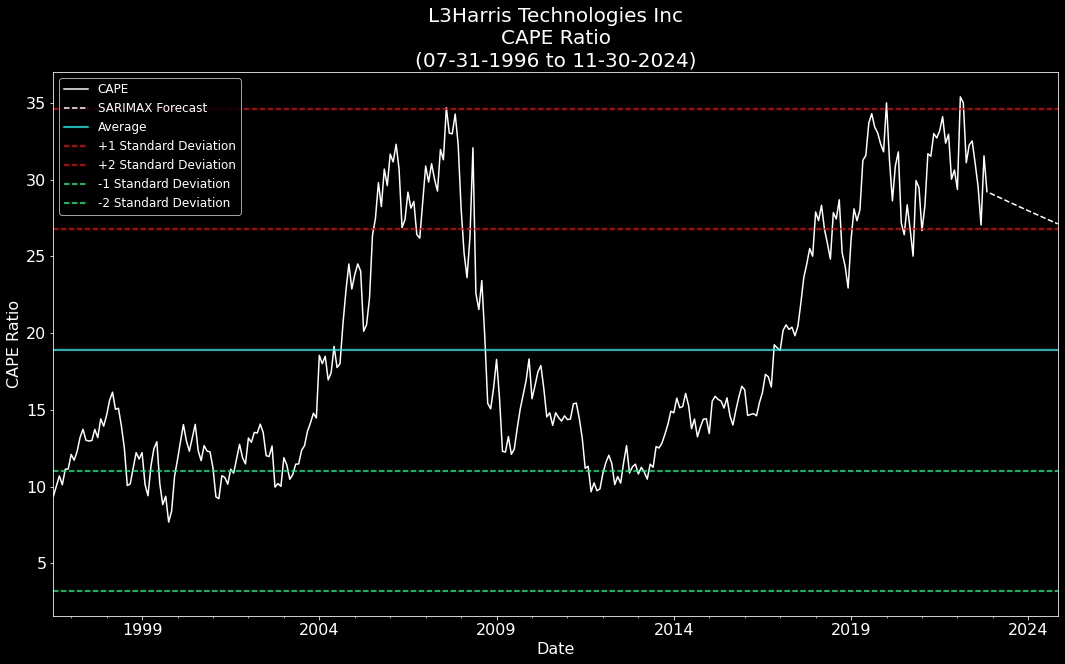 L3Harris Technologies Inc
CAPE Ratio
(07-31-1996 to 11-30-2024)
CAPE
SARIMAX Forecast
Average
+1 Standard Deviation
+2 Standard Deviation
-1 Standard Deviation
-2 Standard Deviation
CAPE Ratio
35
30
25
20
15
10
5
1999
2004
2009
2014
2019
2024
Date